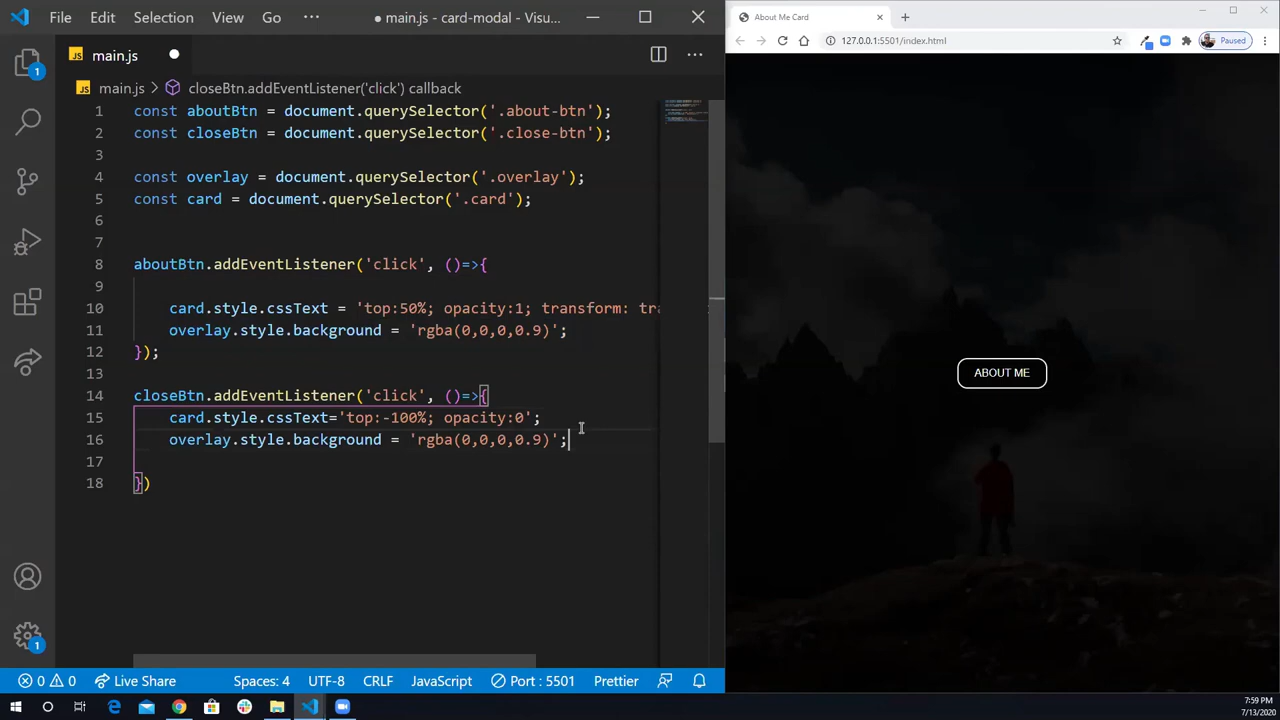 File Edit Selection View Go ··· ● main.js - card-modal - Visu...
JS main.js ●
JS main.js > closeBtn.addEventListener('click') callback
1 const aboutBtn = document.querySelector('.about-btn');
2 const closeBtn = document.querySelector('.close-btn');
3
4 const overlay = document.querySelector('.overlay');
5 const card = document.querySelector('.card');
6
7
8 aboutBtn.addEventListener('click', ()=>{
9
10 card.style.cssText = 'top:50%; opacity:1; transform: tra
11 overlay.style.background = 'rgba(0,0,0,0.9)';
12 });
13
14 closeBtn.addEventListener('click', ()=>{
15 card.style.cssText='top:-100%; opacity:0';
16 overlay.style.background = 'rgba(0,0,0,0.9)';
17
18 })
1
1
0 0 Live Share Spaces: 4 UTF-8 CRLF JavaScript Port : 5501 Prettier
About Me Card
127.0.0.1:5501/index.html Paused
ABOUT ME
7:59 PM
7/13/2020